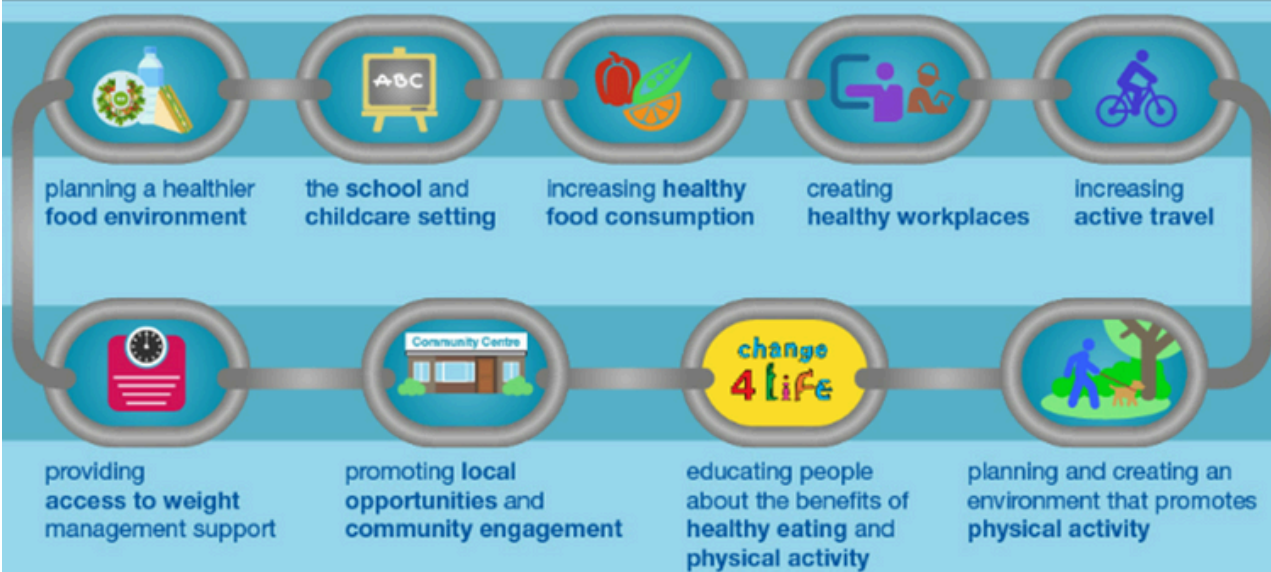 ABC
planning a healthier
food environment
the school and
childcare setting
increasing healthy
food consumption
creating
healthy workplaces
increasing
active travel
Community Centre
change
4 life
providing
access to weight
management support
promoting local
opportunities and
community engagement
educating people
about the benefits of
healthy eating and
physical activity
planning and creating an
environment that promotes
physical activity